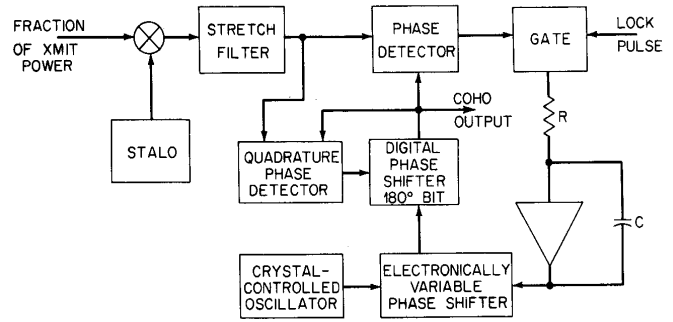 FRACTION
OF XMIT
POWER
STRETCH
FILTER
PHASE
DETECTOR
GATE
LOCK
PULSE
STALO
COHO
OUTPUT
R
QUADRATURE
PHASE
DETECTOR
DIGITAL
PHASE
SHIFTER
180° BIT
C
CRYSTAL-
CONTROLLED
OSCILLATOR
ELECTRONICALLY
VARIABLE
PHASE SHIFTER